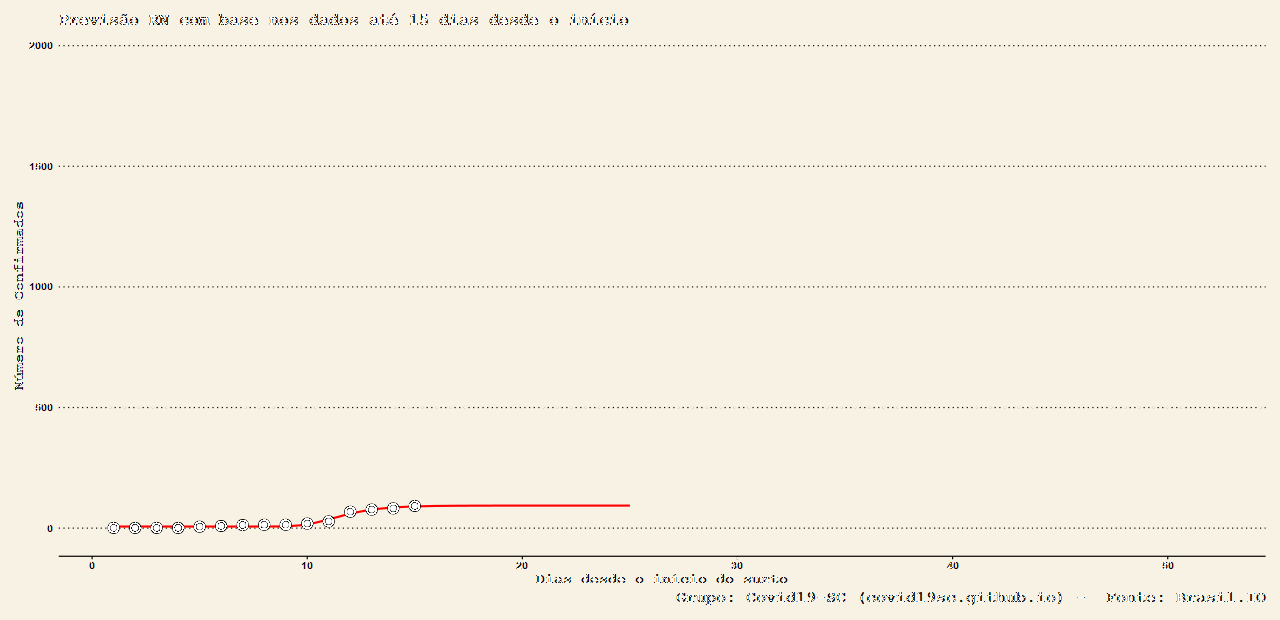 Previsão RN com base nos dados até 15 dias desde o início
2000
1500
1000
500
0
Número de Confirmados
0 10 20 30 40 50
Dias desde o início do surto
Grupo: Covid19-SC (covid19sc.github.io) -- Fonte: Brasil.IO